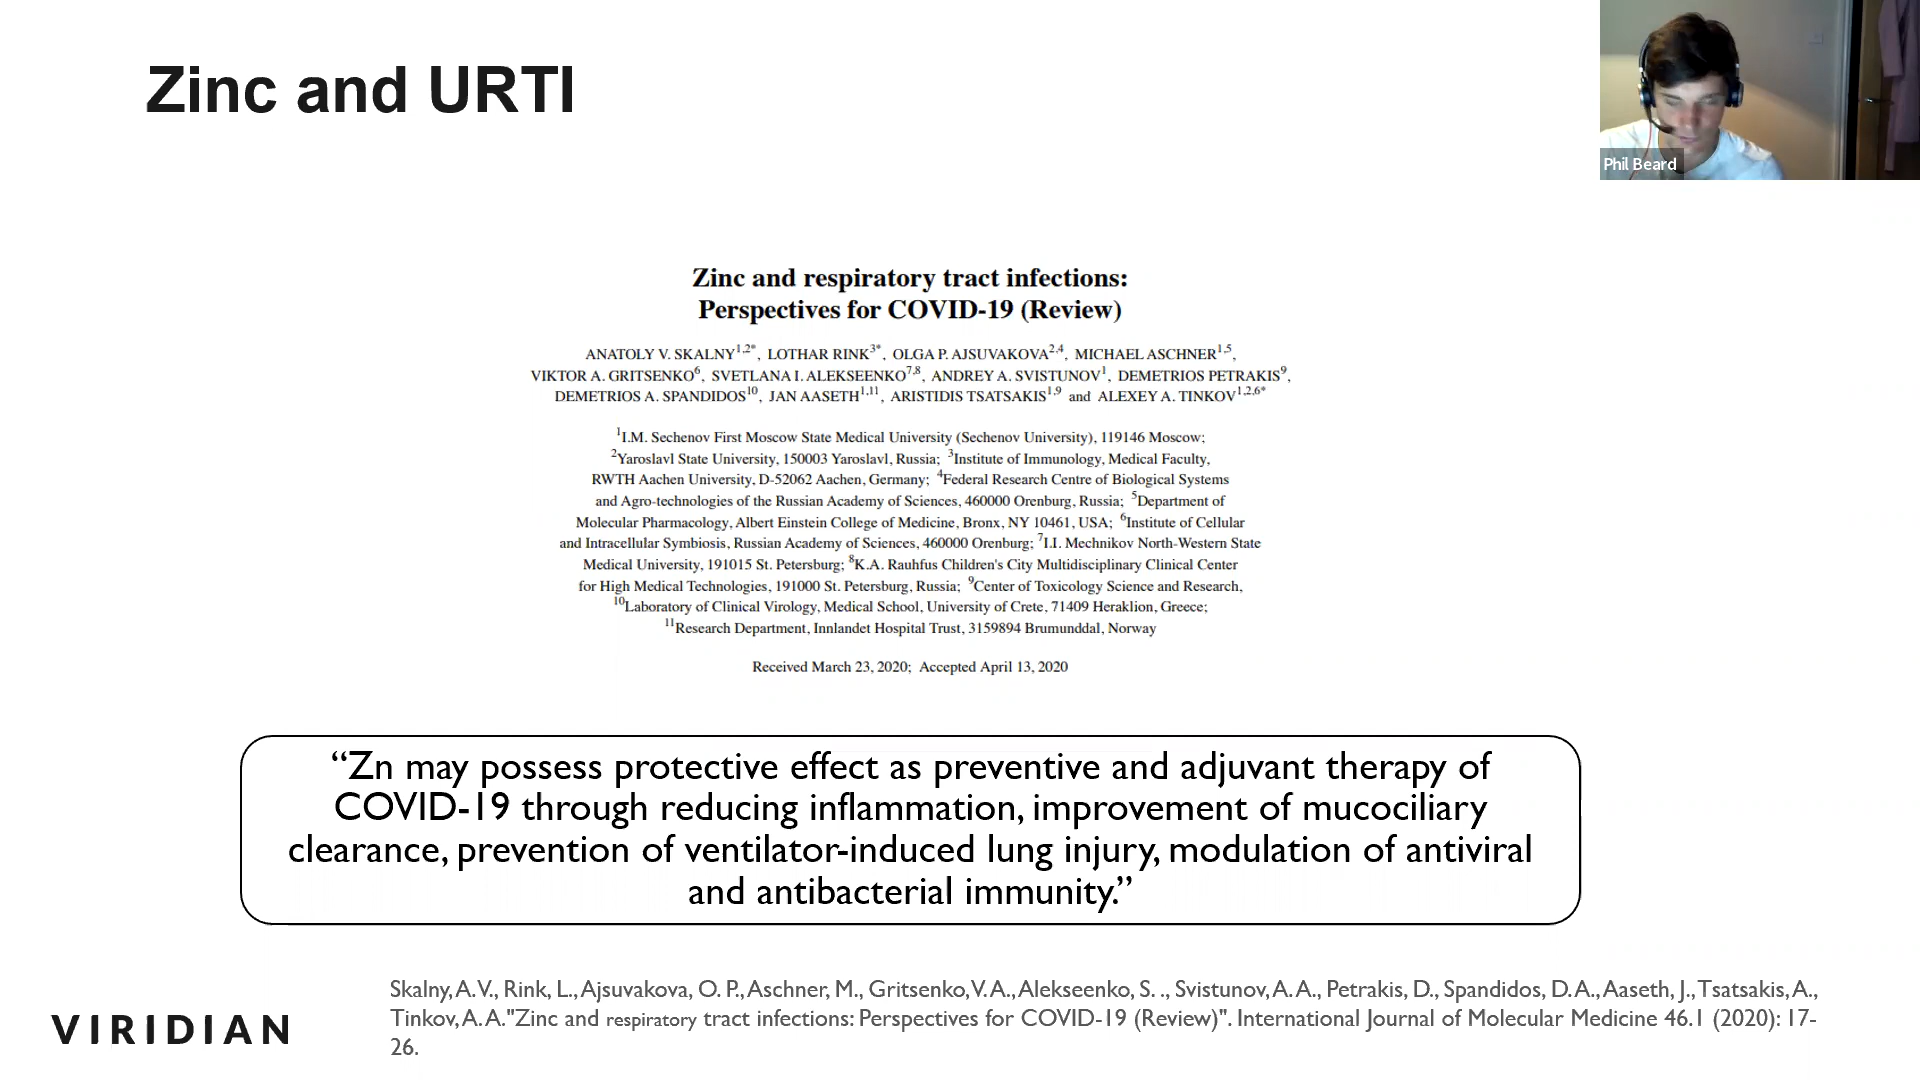 Zinc and URTI
Phil Beard
Zinc and respiratory tract infections:
Perspectives for COVID-19 (Review)
ANATOLY V. SKALNY1,2*, LOTHAR RINK3*, OLGA P. AJSUVAKOVA2,4, MICHAEL ASCHNER1,5,
VIKTOR A. GRITSENKO6, SVETLANA I. ALEKSEENKO7,8, ANDREY A. SVISTUNOV1, DEMETRIOS PETRAKIS9,
DEMETRIOS A. SPANDIDOS10, JAN AASETH1,11, ARISTIDIS TSATSAKIS1,9 and ALEXEY A. TINKOV1,2,6*
1I.M. Sechenov First Moscow State Medical University (Sechenov University), 119146 Moscow;
2Yaroslavl State University, 150003 Yaroslavl, Russia; 3Institute of Immunology, Medical Faculty,
RWTH Aachen University, D-52062 Aachen, Germany; 4Federal Research Centre of Biological Systems
and Agro-technologies of the Russian Academy of Sciences, 460000 Orenburg, Russia; 5Department of
Molecular Pharmacology, Albert Einstein College of Medicine, Bronx, NY 10461, USA; 6Institute of Cellular
and Intracellular Symbiosis, Russian Academy of Sciences, 460000 Orenburg; 7I.I. Mechnikov North-Western State
Medical University, 191015 St. Petersburg; 8K.A. Rauhfus Children's City Multidisciplinary Clinical Center
for High Medical Technologies, 191000 St. Petersburg, Russia; 9Center of Toxicology Science and Research,
10Laboratory of Clinical Virology, Medical School, University of Crete, 71409 Heraklion, Greece;
11Research Department, Innlandet Hospital Trust, 3159894 Brumunddal, Norway
Received March 23, 2020; Accepted April 13, 2020
“Zn may possess protective effect as preventive and adjuvant therapy of
COVID-19 through reducing inflammation, improvement of mucociliary
clearance, prevention of ventilator-induced lung injury, modulation of antiviral
and antibacterial immunity.”
Skalny, A. V., Rink, L., Ajsuvakova, O. P., Aschner, M., Gritsenko, V. A., Alekseenko, S. ., Svistunov, A. A., Petrakis, D., Spandidos, D. A., Aaseth, J., Tsatsakis, A.,
Tinkov, A. A."Zinc and respiratory tract infections: Perspectives for COVID-19 (Review)". International Journal of Molecular Medicine 46.1 (2020): 17-
26.
VIRIDIAN